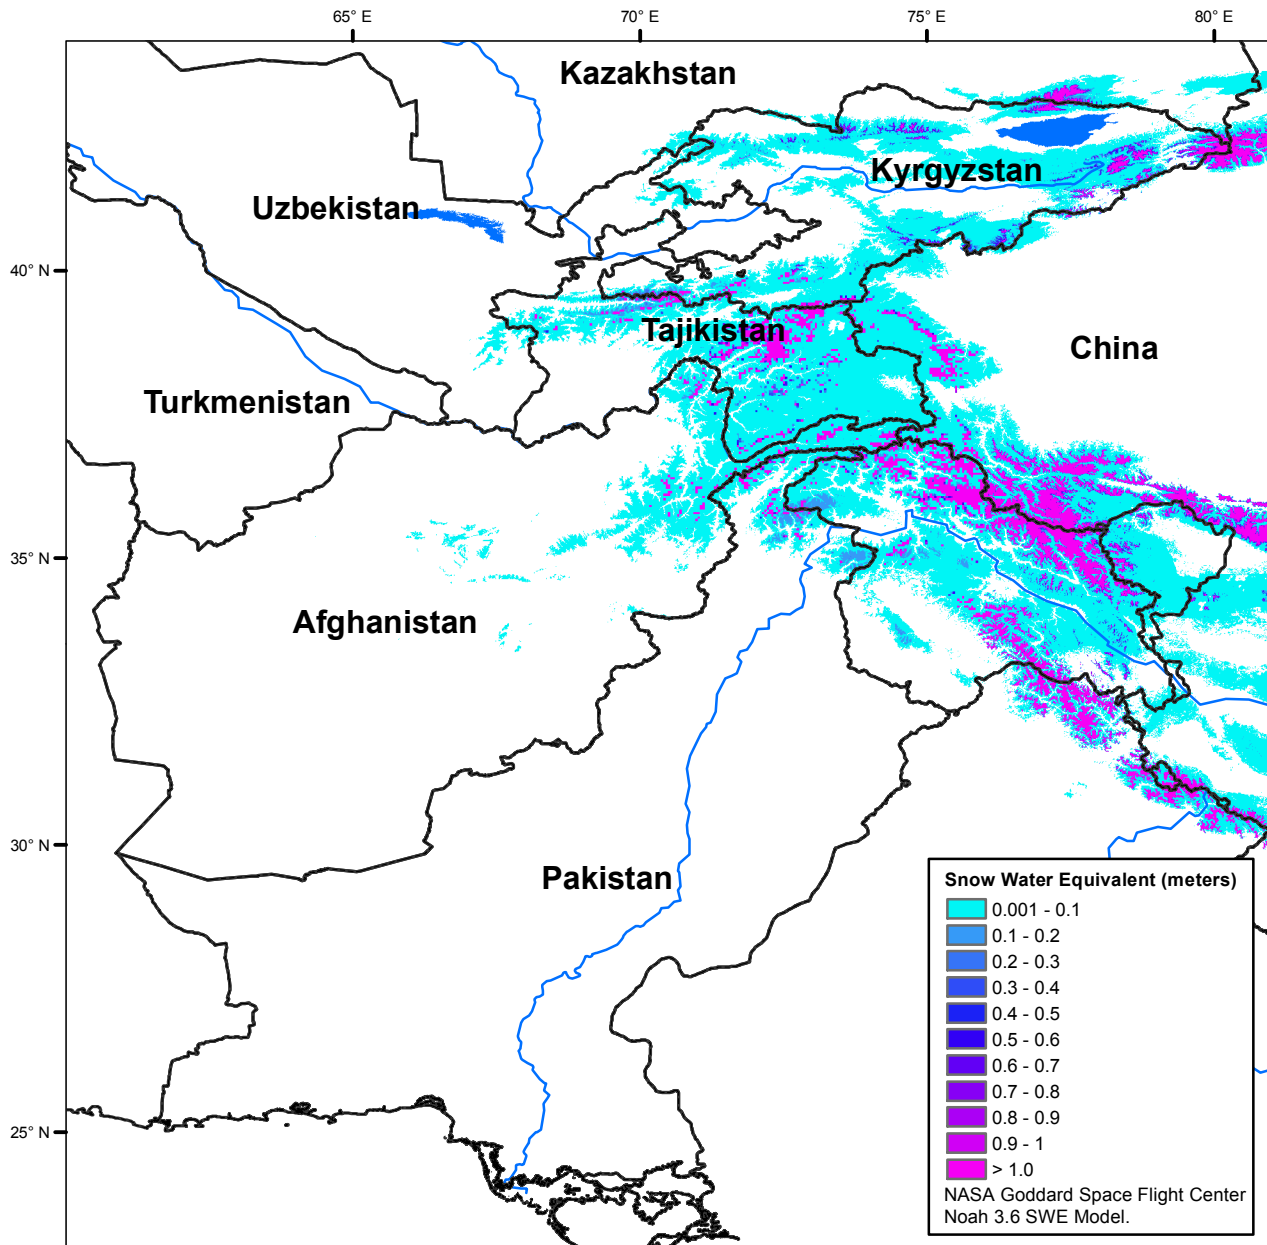 65° E
70° E
75° E
80° E
Kazakhstan
Kyrgyzstan
Uzbekistan
40° N
Tajikistan
China
Turkmenistan
35° N
Afghanistan
30° N
Pakistan
25° N
Snow Water Equivalent (meters)
0.001 - 0.1
0.1 - 0.2
0.2 - 0.3
0.3 - 0.4
0.4 - 0.5
0.5 - 0.6
0.6 - 0.7
0.7 - 0.8
0.8 - 0.9
0.9 - 1
> 1.0
NASA Goddard Space Flight Center
Noah 3.6 SWE Model.